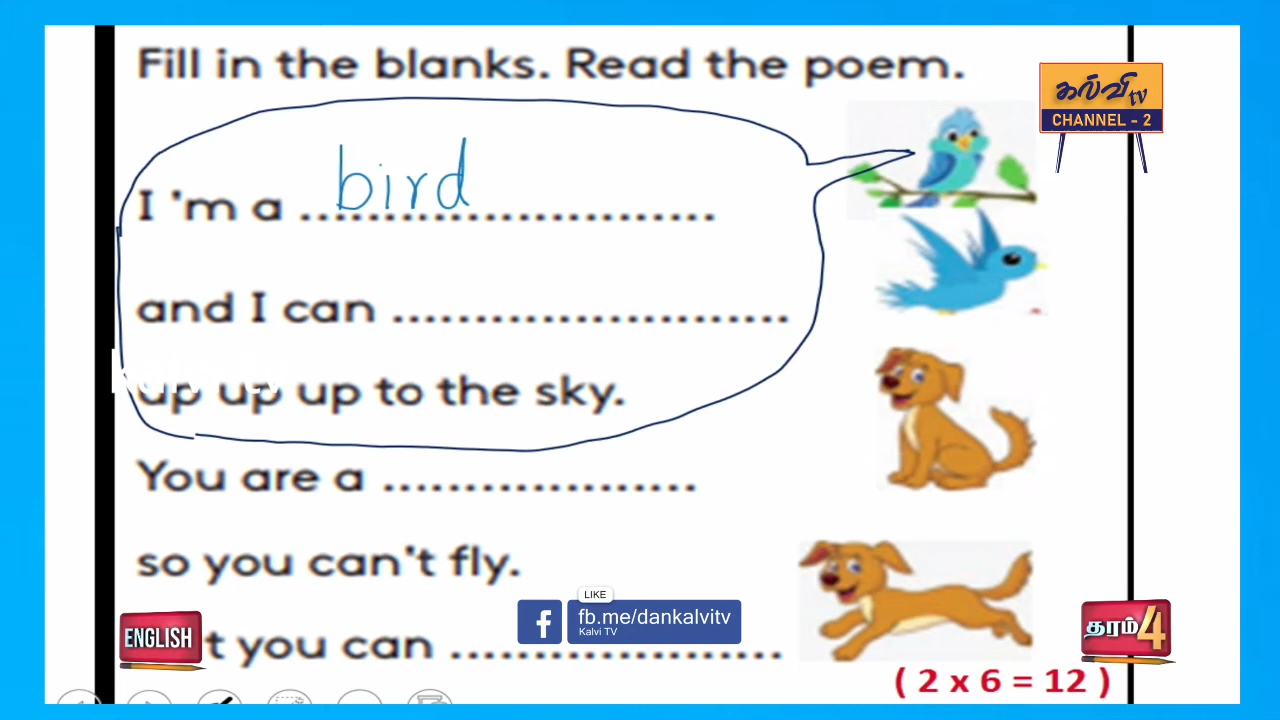 Fill in the blanks. Read the poem.
கல்வி tv
CHANNEL - 2
I 'm a ........................ bird
and I can ........................
kalvi tv
up up up to the sky.
You are a ...................
so you can't fly.
LIKE
fb.me/dankalvitv
Kalvi TV
ENGLISH
தரம் 4
t you can ....................
( 2 x 6 = 12 )